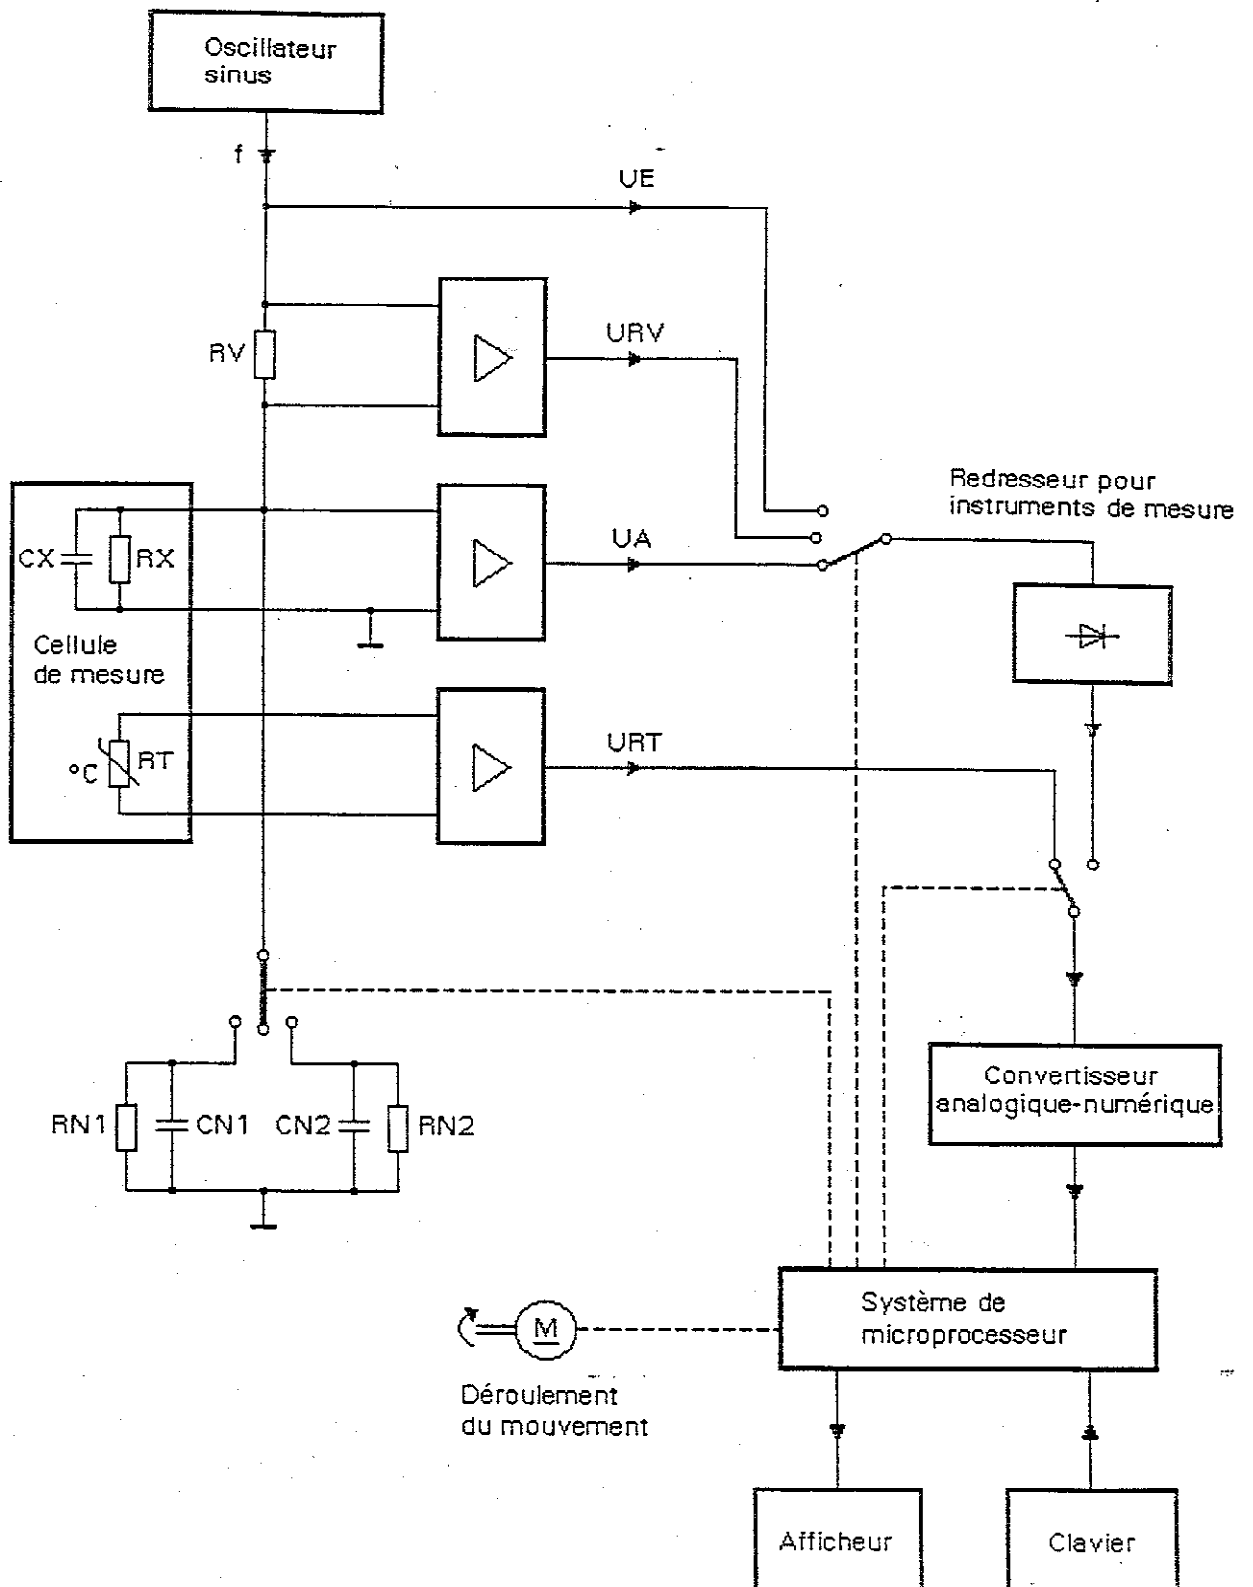 Oscillateur
sinus
f
UE
RV
URV
Redresseur pour
instruments de mesure
CX
RX
UA
Cellule
de mesure
°C
RT
URT
RN1
CN1
CN2
RN2
Convertisseur
analogique-numérique
Système de
microprocesseur
M
Déroulement
du mouvement
Afficheur
Clavier